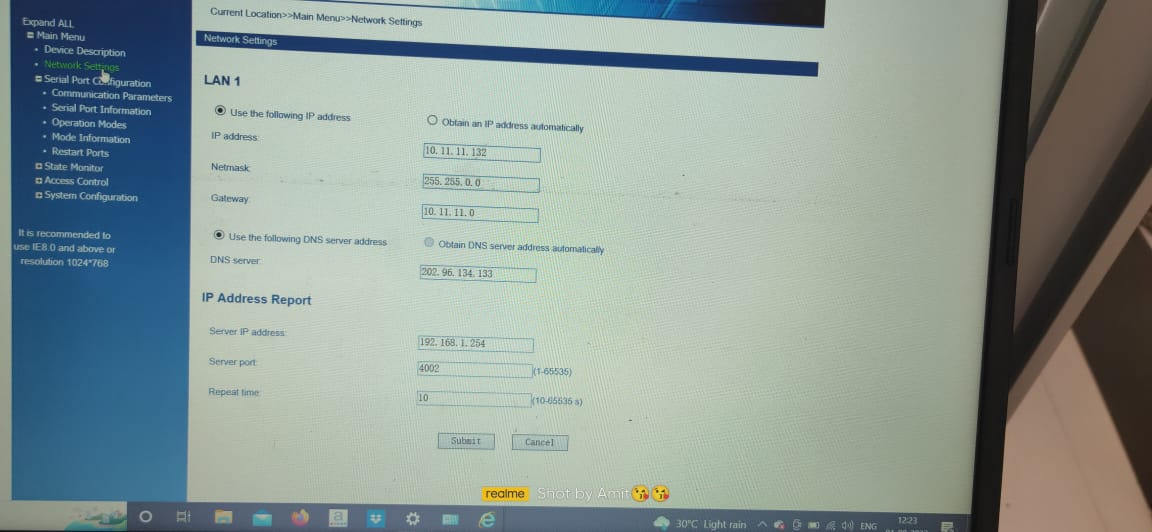 Current Location>>Main Menu>>Network Settings
Expand ALL
Main Menu
Device Description
Network Settings
Serial Port Configuration
Communication Parameters
Serial Port Information
Operation Modes
Mode Information
Restart Ports
State Monitor
Access Control
System Configuration
It is recommended to
use IE8.0 and above or
resolution 1024*768
Network Settings
LAN 1
Use the following IP address
Obtain an IP address automatically
IP address:
10. 11. 11. 132
Netmask:
255. 255. 0. 0
Gateway:
10. 11. 11. 0
Use the following DNS server address
Obtain DNS server address automatically
DNS server:
202. 96. 134. 133
IP Address Report
Server IP address:
192. 168. 1. 254
Server port:
4002 (1-65535)
Repeat time:
10 (10-65535 s)
Submit Cancel
realme Shot by Amit😘😘
30°C Light rain ENG 12:23